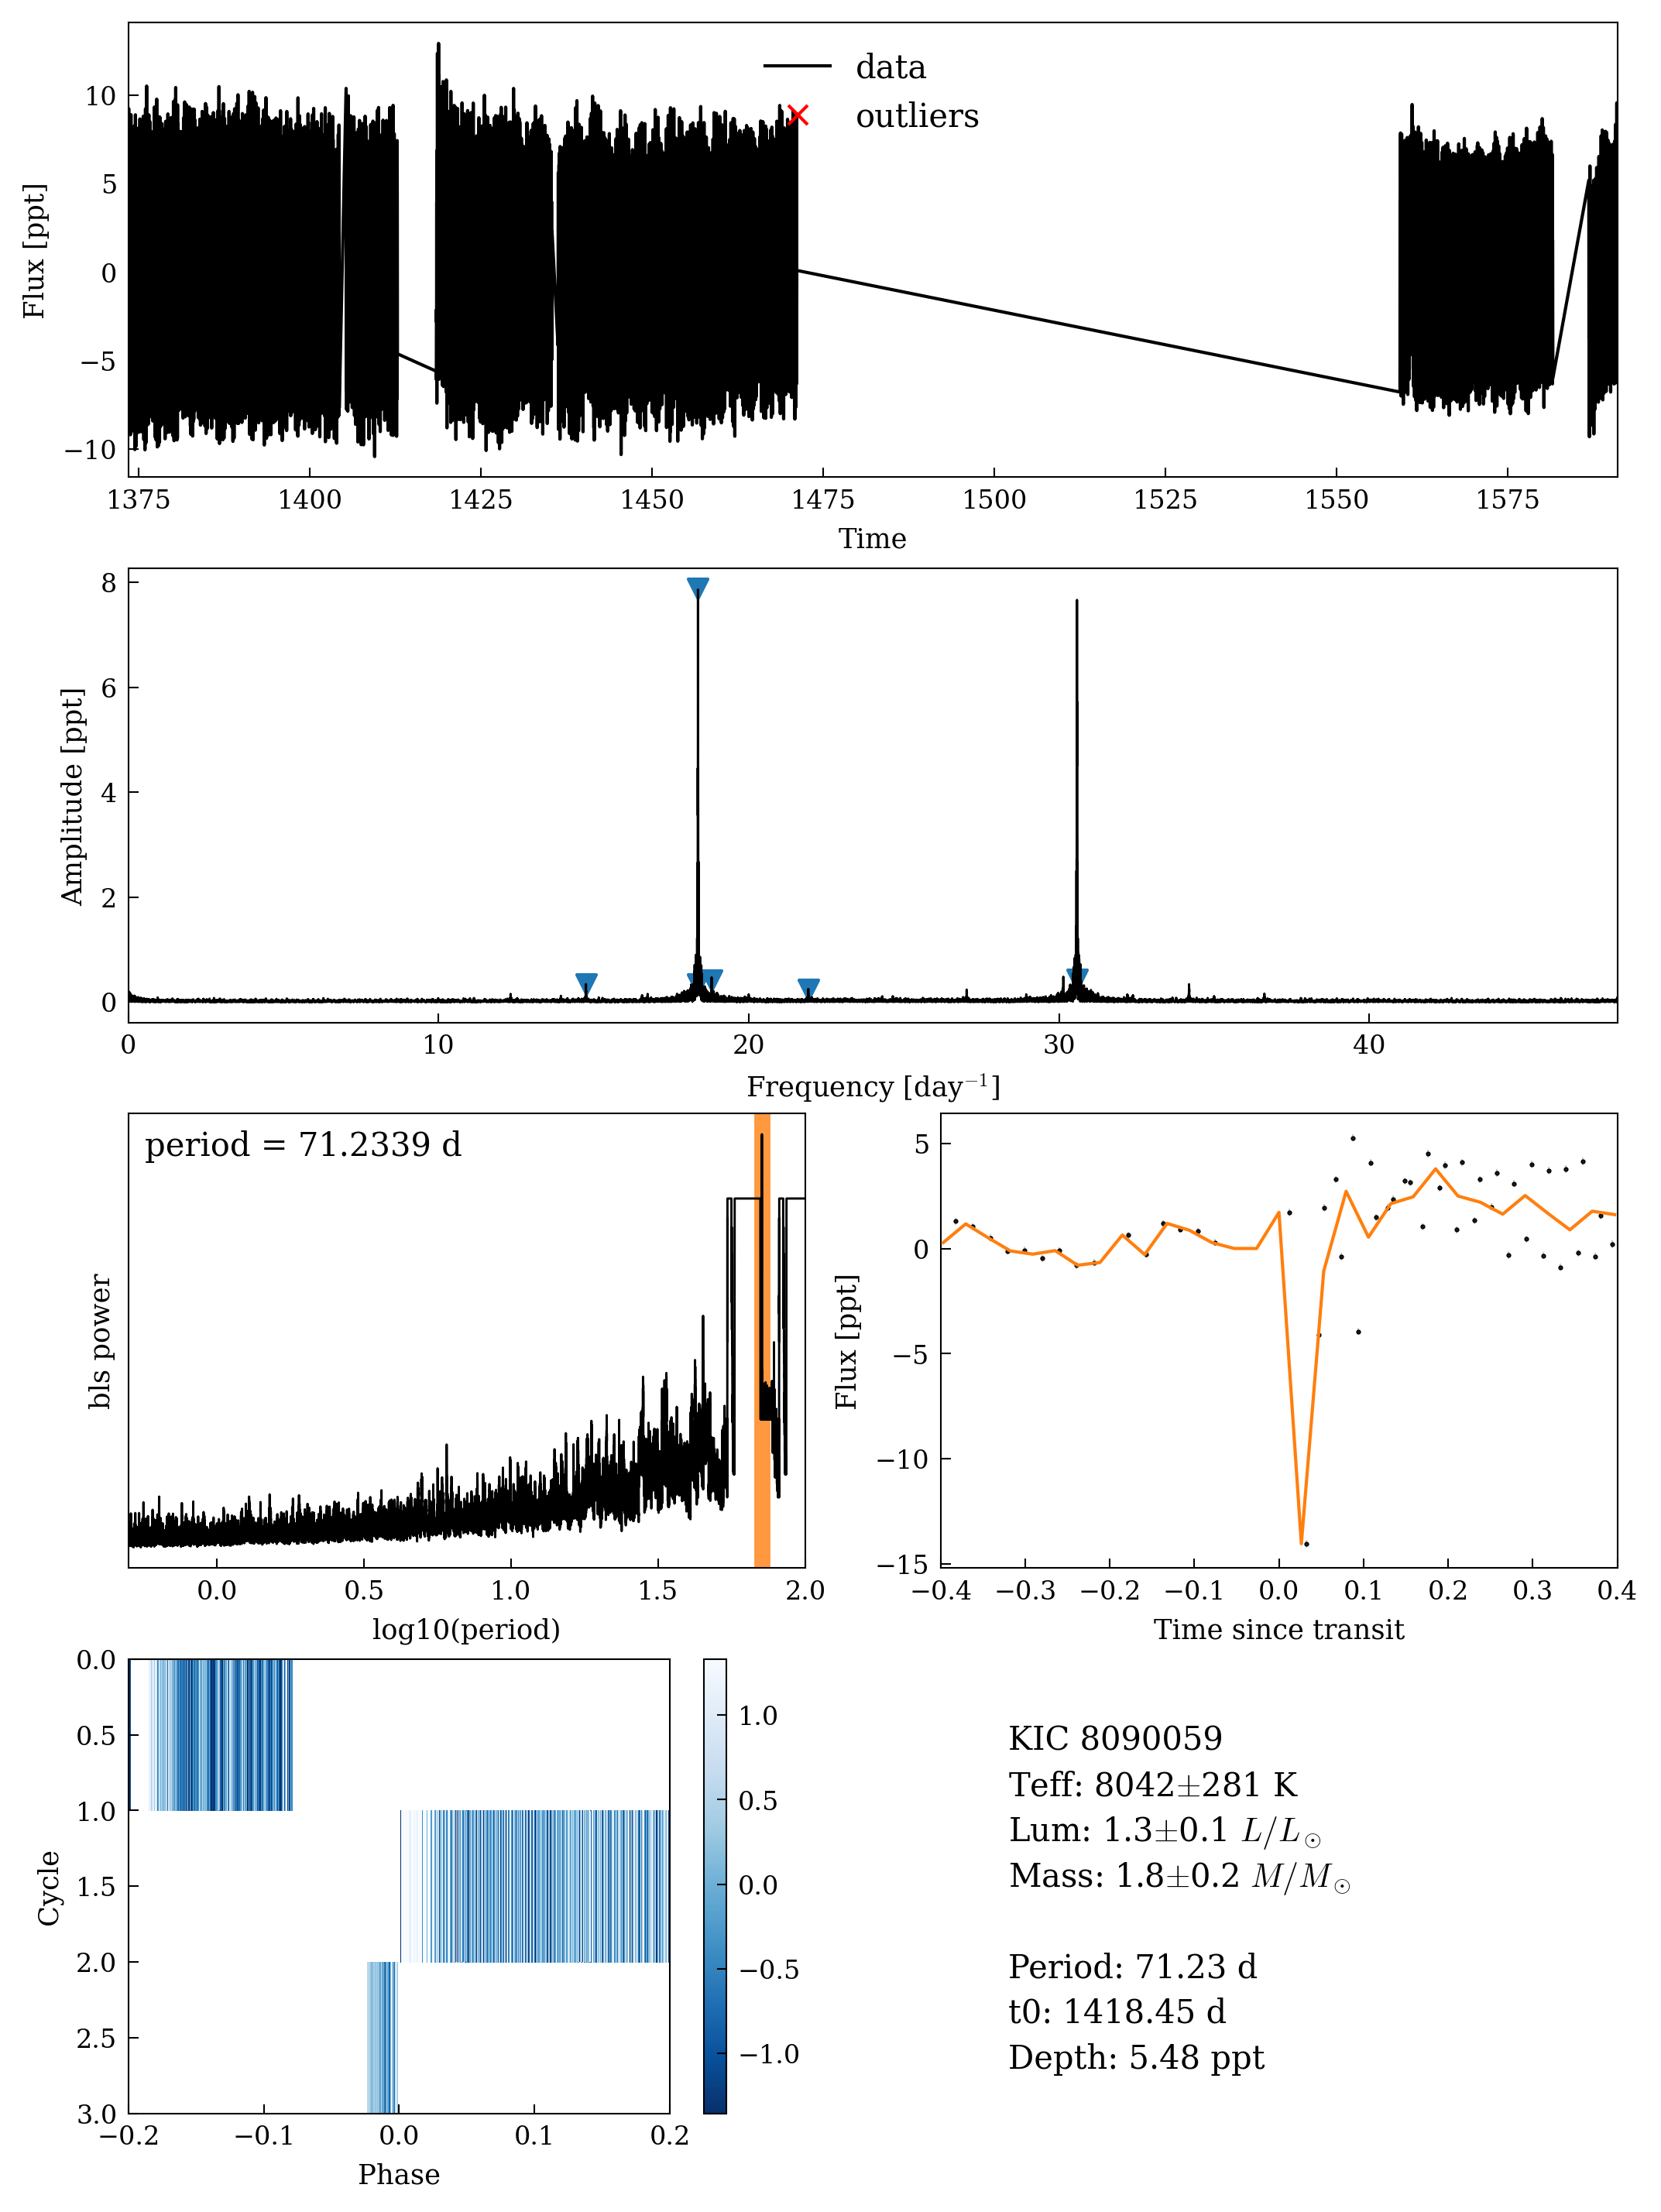 data
outliers
10
5
0
−5
−10
Flux [ppt]
1375 1400 1425 1450 1475 1500 1525 1550 1575
Time
8
6
4
2
0
Amplitude [ppt]
0 10 20 30 40
Frequency [day⁻¹]
period = 71.2339 d
bls power
0.0 0.5 1.0 1.5 2.0
log10(period)
5
0
−5
−10
−15
Flux [ppt]
−0.4 −0.3 −0.2 −0.1 0.0 0.1 0.2 0.3 0.4
Time since transit
0.0
0.5
1.0
1.5
2.0
2.5
3.0
Cycle
−0.2 −0.1 0.0 0.1 0.2
Phase
1.0
0.5
0.0
−0.5
−1.0
KIC 8090059
Teff: 8042±281 K
Lum: 1.3±0.1 L/L☉
Mass: 1.8±0.2 M/M☉
Period: 71.23 d
t0: 1418.45 d
Depth: 5.48 ppt